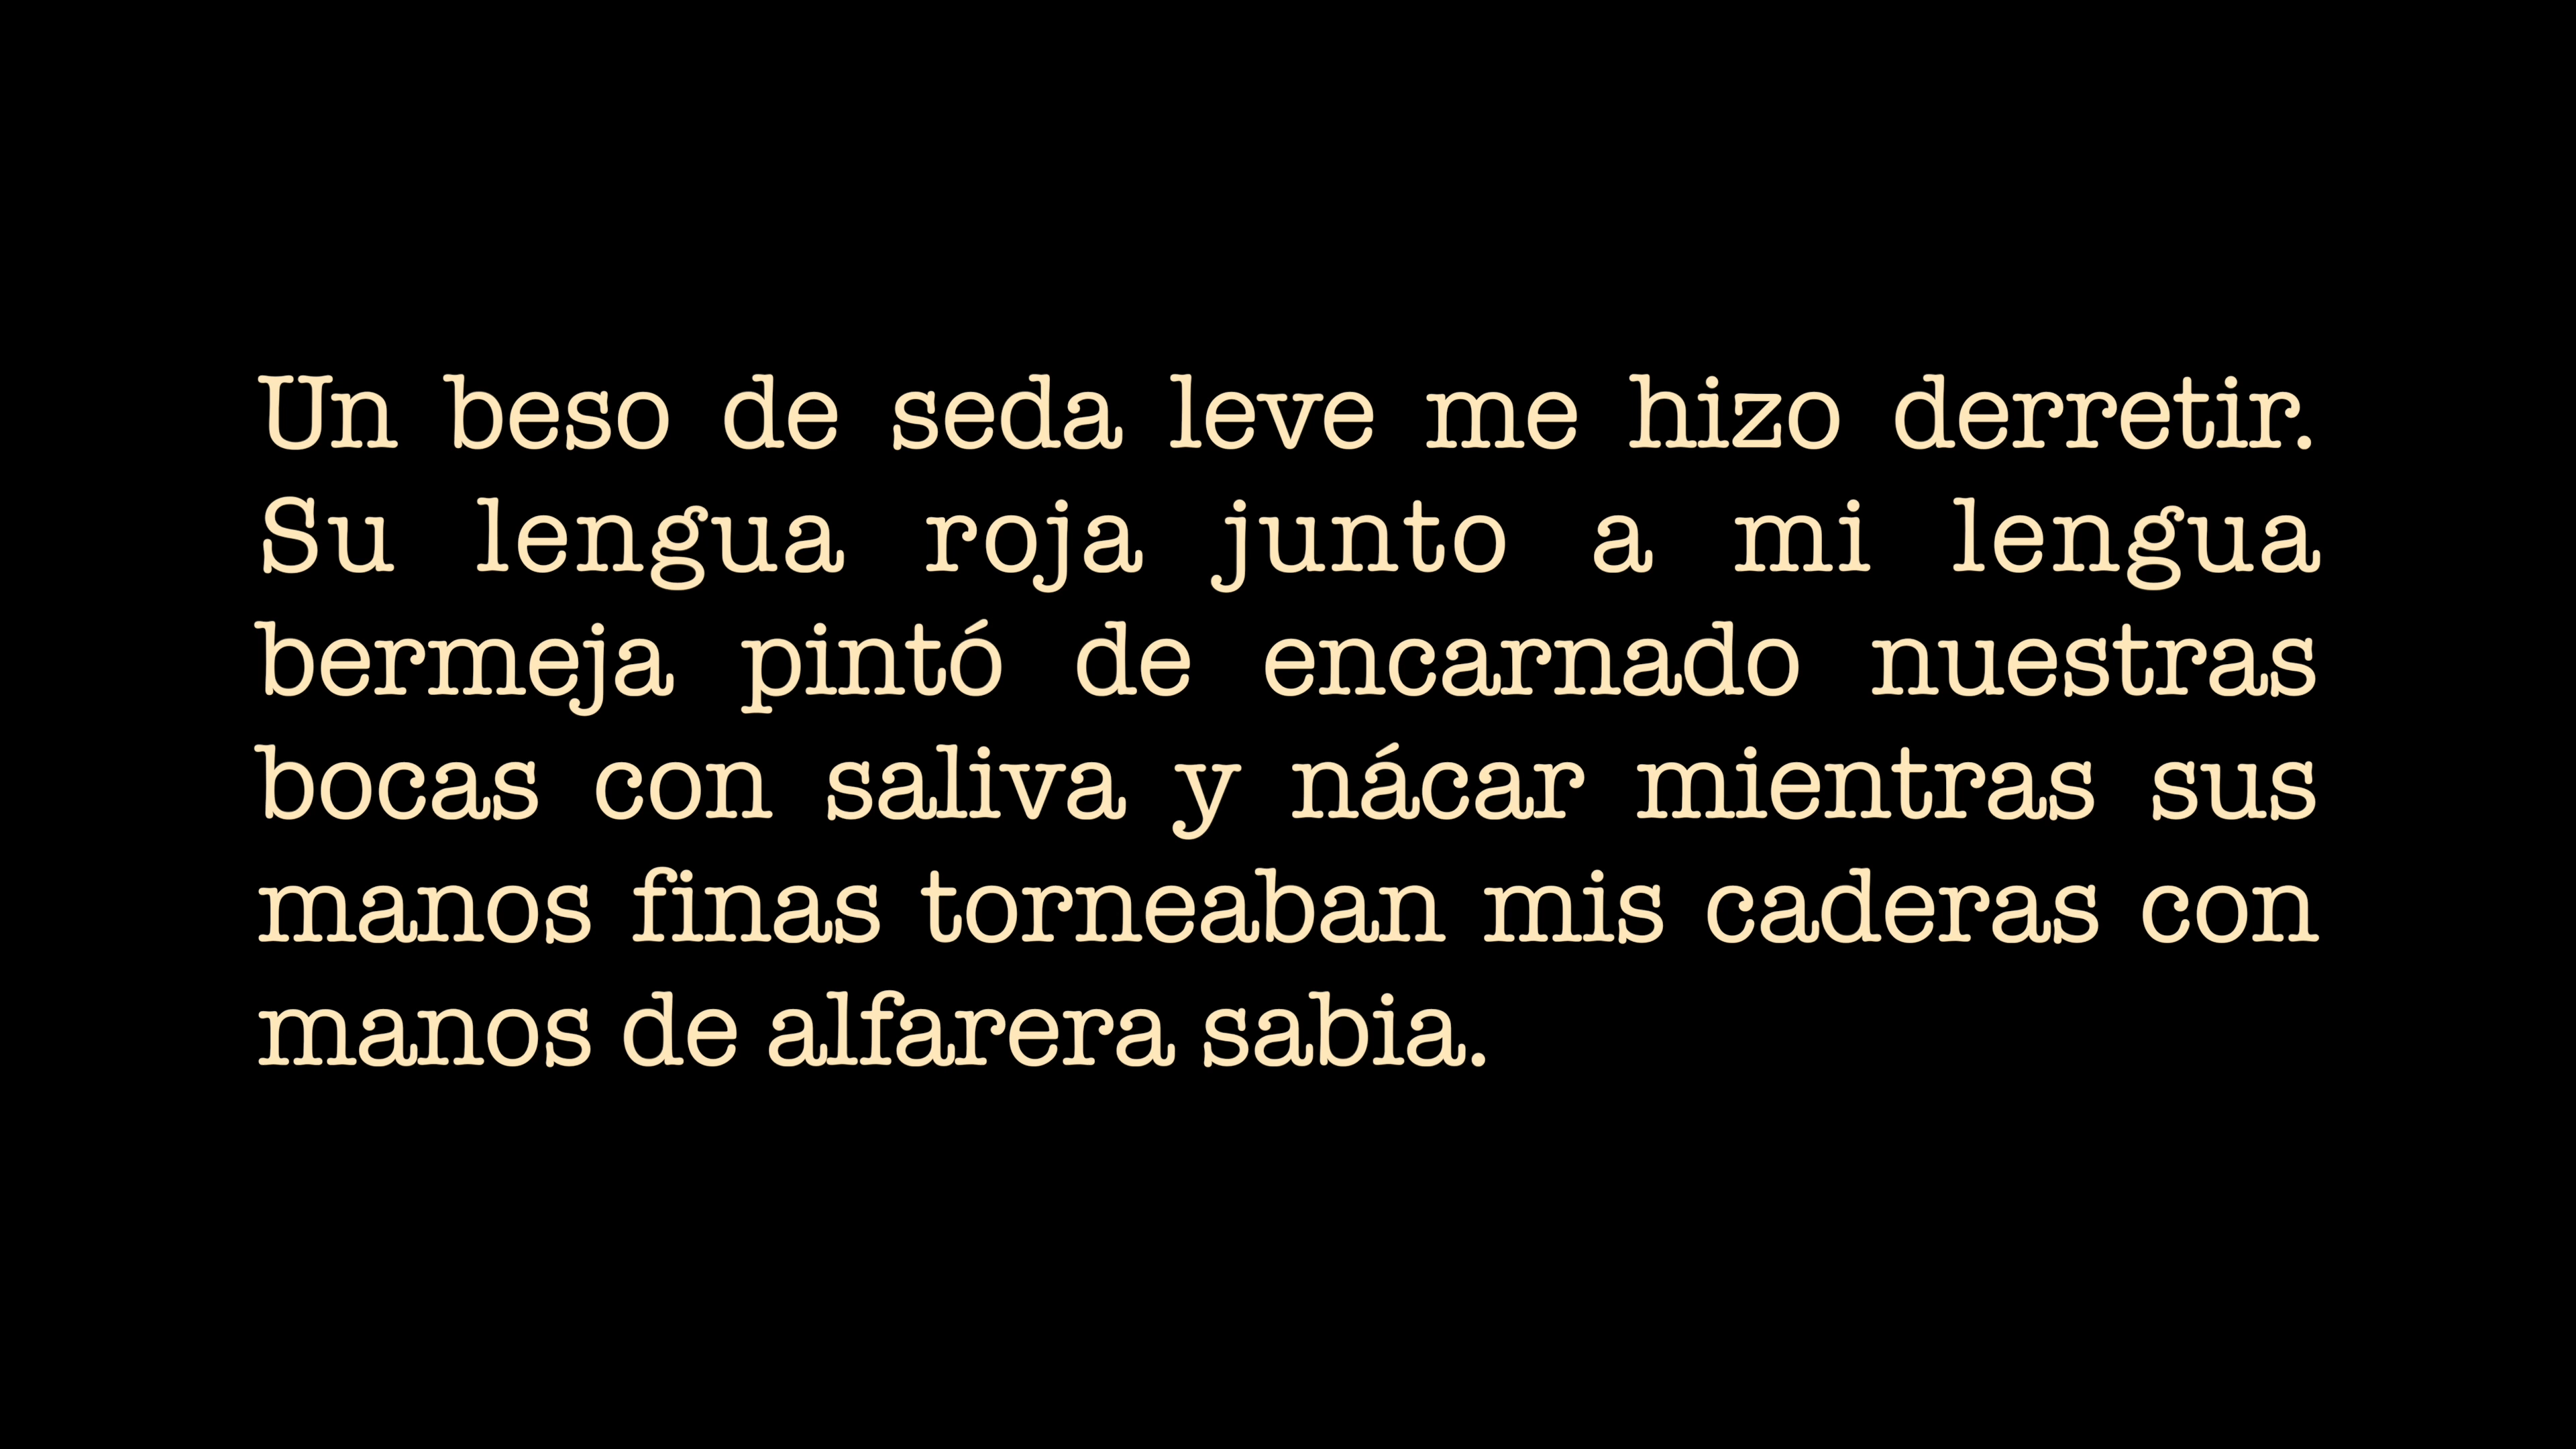 Un beso de seda leve me hizo derretir.
Su lengua roja junto a mi lengua
bermeja pintó de encarnado nuestras
bocas con saliva y nácar mientras sus
manos finas torneaban mis caderas con
manos de alfarera sabia.